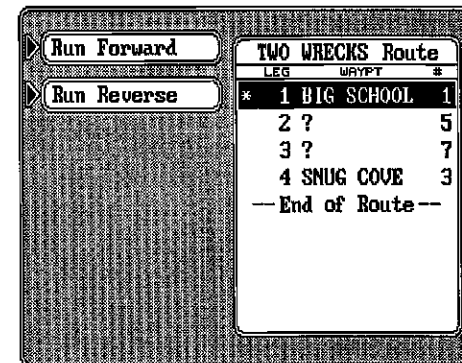 Run Forward
Run Reverse
TWO WRECKS Route
LEG WAYPT #
* 1 BIG SCHOOL 1
2 ? 5
3 ? 7
4 SNUG COVE 3
--End of Route--